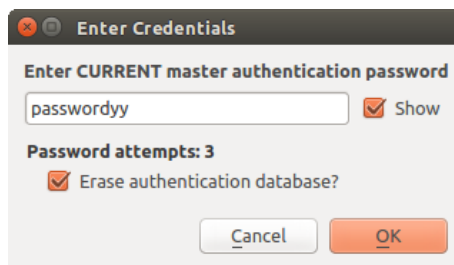 Enter Credentials
Enter CURRENT master authentication password
passwordyy
Show
Password attempts: 3
Erase authentication database?
Cancel
OK